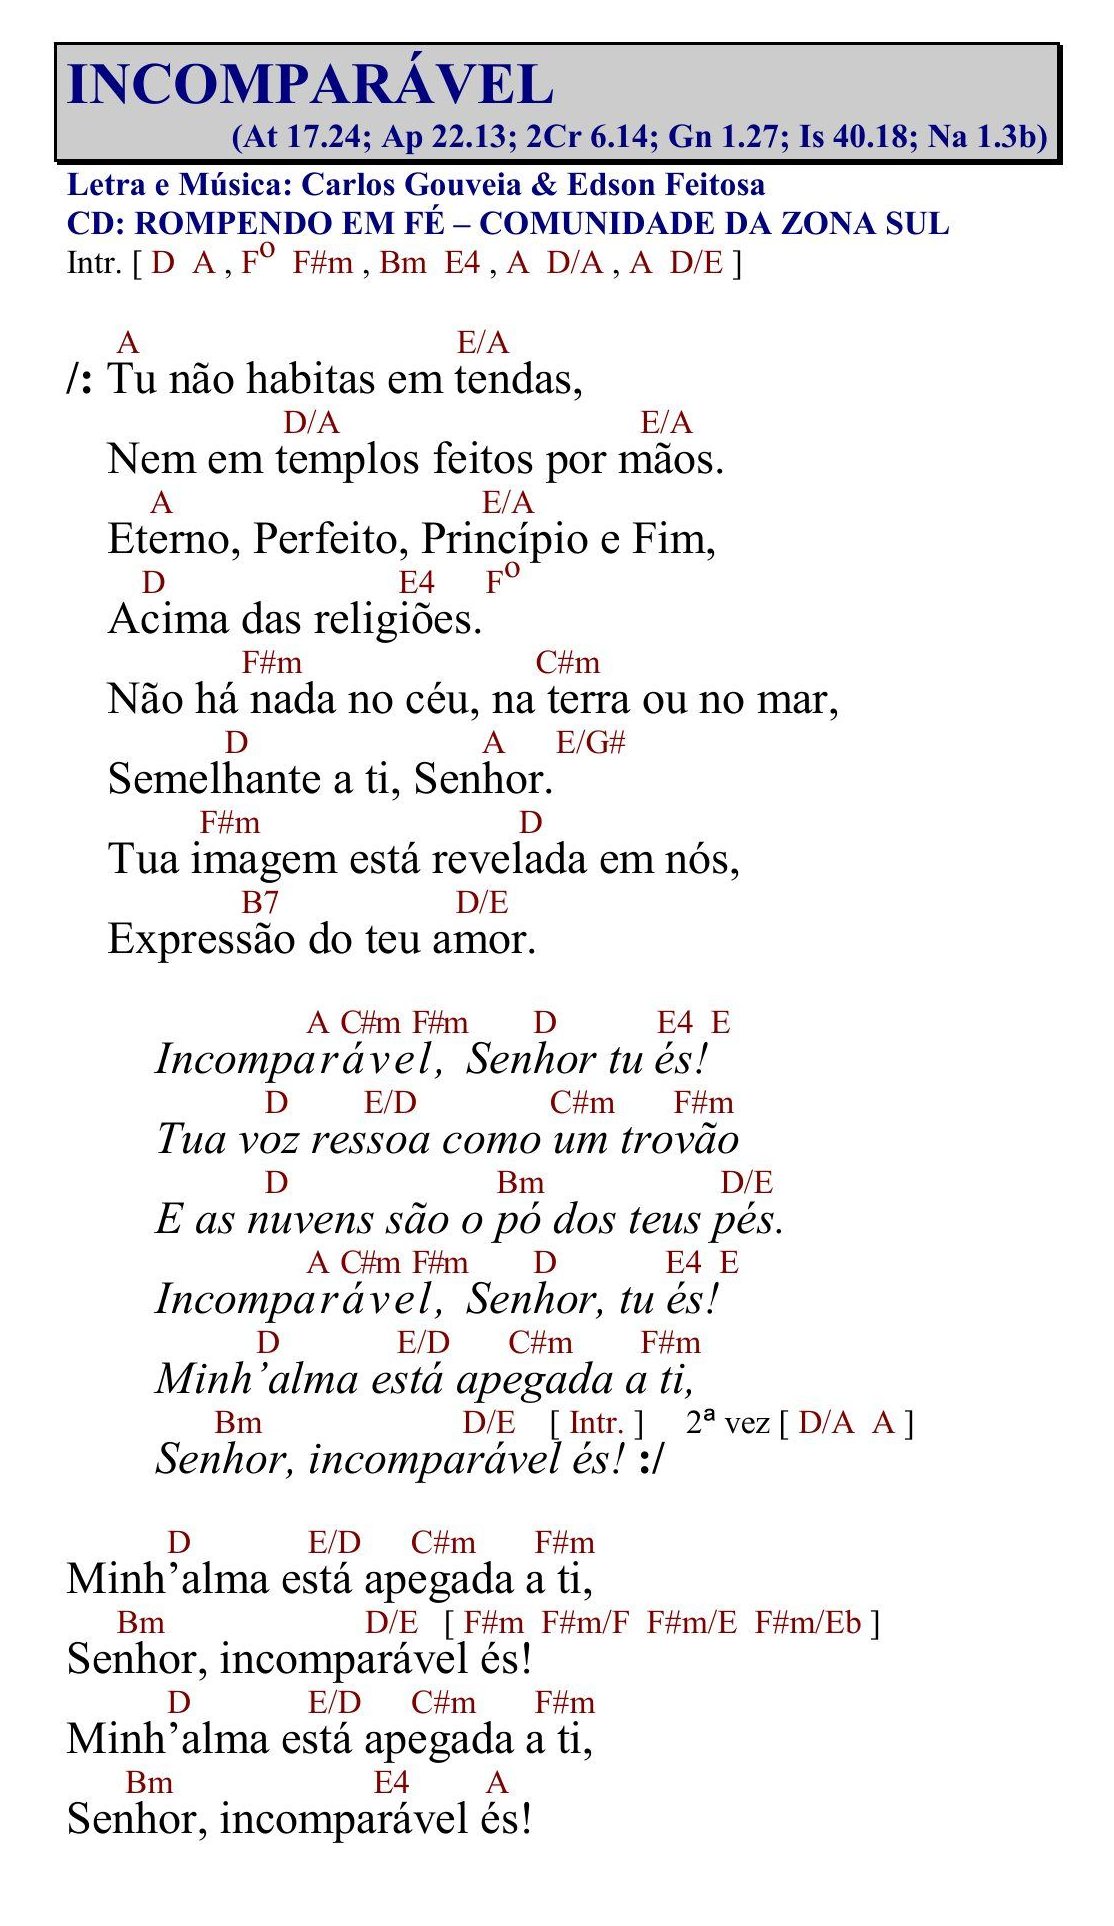 INCOMPARÁVEL
(At 17.24; Ap 22.13; 2Cr 6.14; Gn 1.27; Is 40.18; Na 1.3b)
Letra e Música: Carlos Gouveia & Edson Feitosa
CD: ROMPENDO EM FÉ – COMUNIDADE DA ZONA SUL
Intr. [ D A , Fº F#m , Bm E4 , A D/A , A D/E ]
A E/A
/: Tu não habitas em tendas,
D/A E/A
Nem em templos feitos por mãos.
A E/A
Eterno, Perfeito, Princípio e Fim,
D E4 Fº
Acima das religiões.
F#m C#m
Não há nada no céu, na terra ou no mar,
D A E/G#
Semelhante a ti, Senhor.
F#m D
Tua imagem está revelada em nós,
B7 D/E
Expressão do teu amor.
A C#m F#m D E4 E
Incomparável, Senhor tu és!
D E/D C#m F#m
Tua voz ressoa como um trovão
D Bm D/E
E as nuvens são o pó dos teus pés.
A C#m F#m D E4 E
Incomparável, Senhor, tu és!
D E/D C#m F#m
Minh’alma está apegada a ti,
Bm D/E [ Intr. ] 2ª vez [ D/A A ]
Senhor, incomparável és! :/
D E/D C#m F#m
Minh’alma está apegada a ti,
Bm D/E [ F#m F#m/F F#m/E F#m/Eb ]
Senhor, incomparável és!
D E/D C#m F#m
Minh’alma está apegada a ti,
Bm E4 A
Senhor, incomparável és!